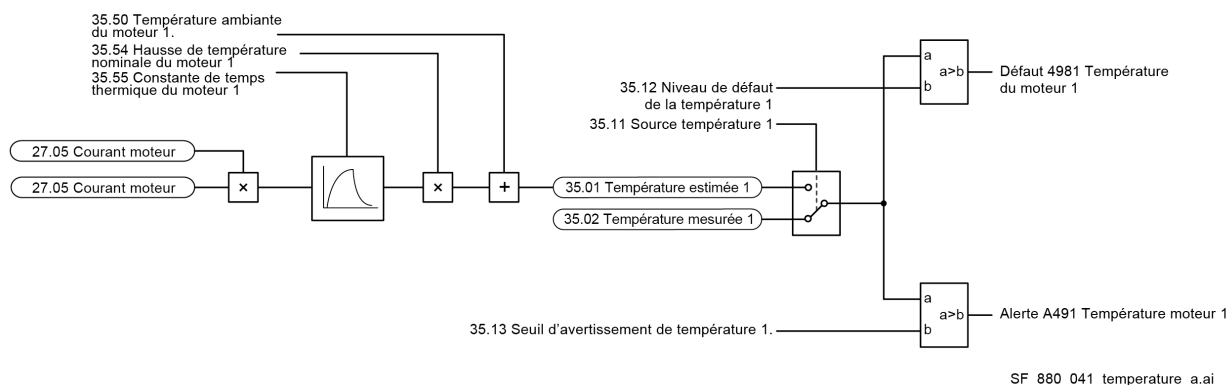 35.50 Température ambiante
du moteur 1.
35.54 Hausse de température
nominale du moteur 1
35.55 Constante de temps
thermique du moteur 1
27.05 Courant moteur
27.05 Courant moteur
×
×
+
35.12 Niveau de défaut
de la température 1
35.11 Source température 1
35.01 Température estimée 1
35.02 Température mesurée 1
a
a>b
b
Défaut 4981 Température
du moteur 1
35.13 Seuil d’avertissement de température 1.
a
a>b
b
Alerte A491 Température moteur 1
SF_880_041_temperature_a.ai